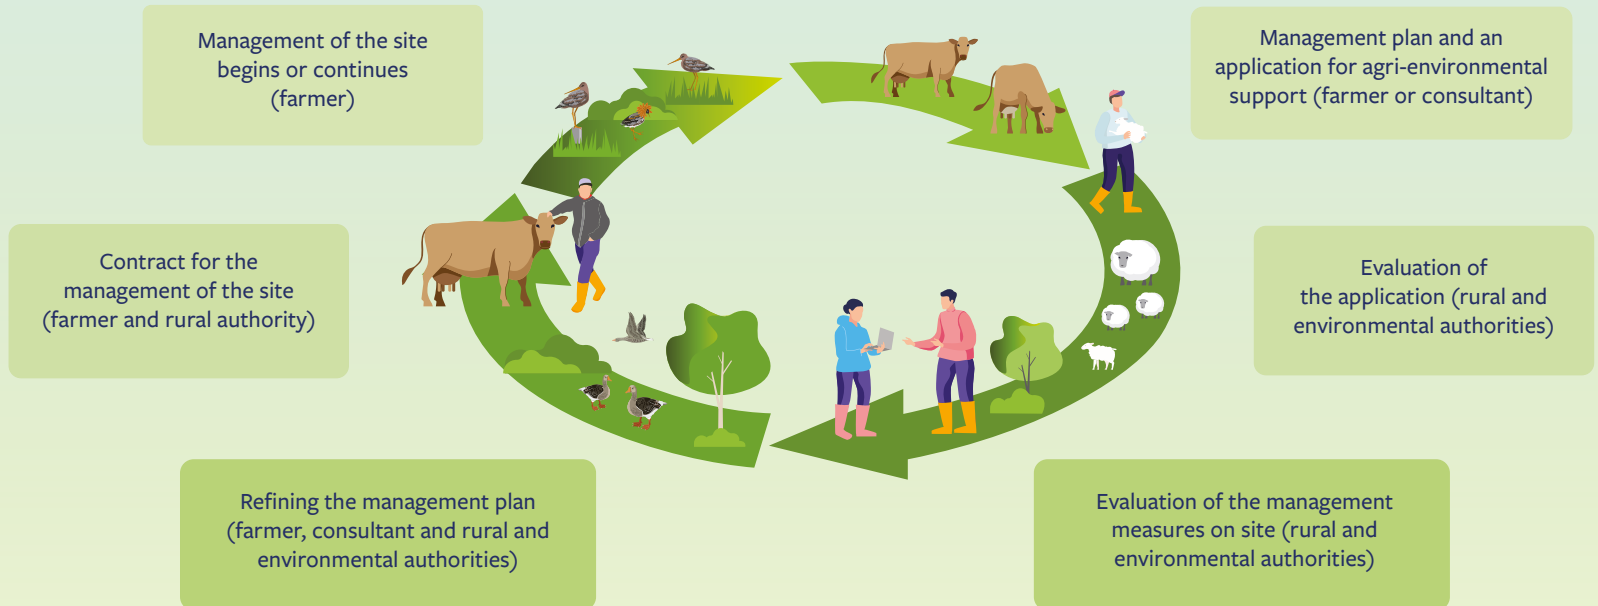 Management of the site
begins or continues
(farmer)
Management plan and an
application for agri-environmental
support (farmer or consultant)
Contract for the
management of the site
(farmer and rural authority)
Evaluation of
the application (rural and
environmental authorities)
Refining the management plan
(farmer, consultant and rural and
environmental authorities)
Evaluation of the management
measures on site (rural and
environmental authorities)